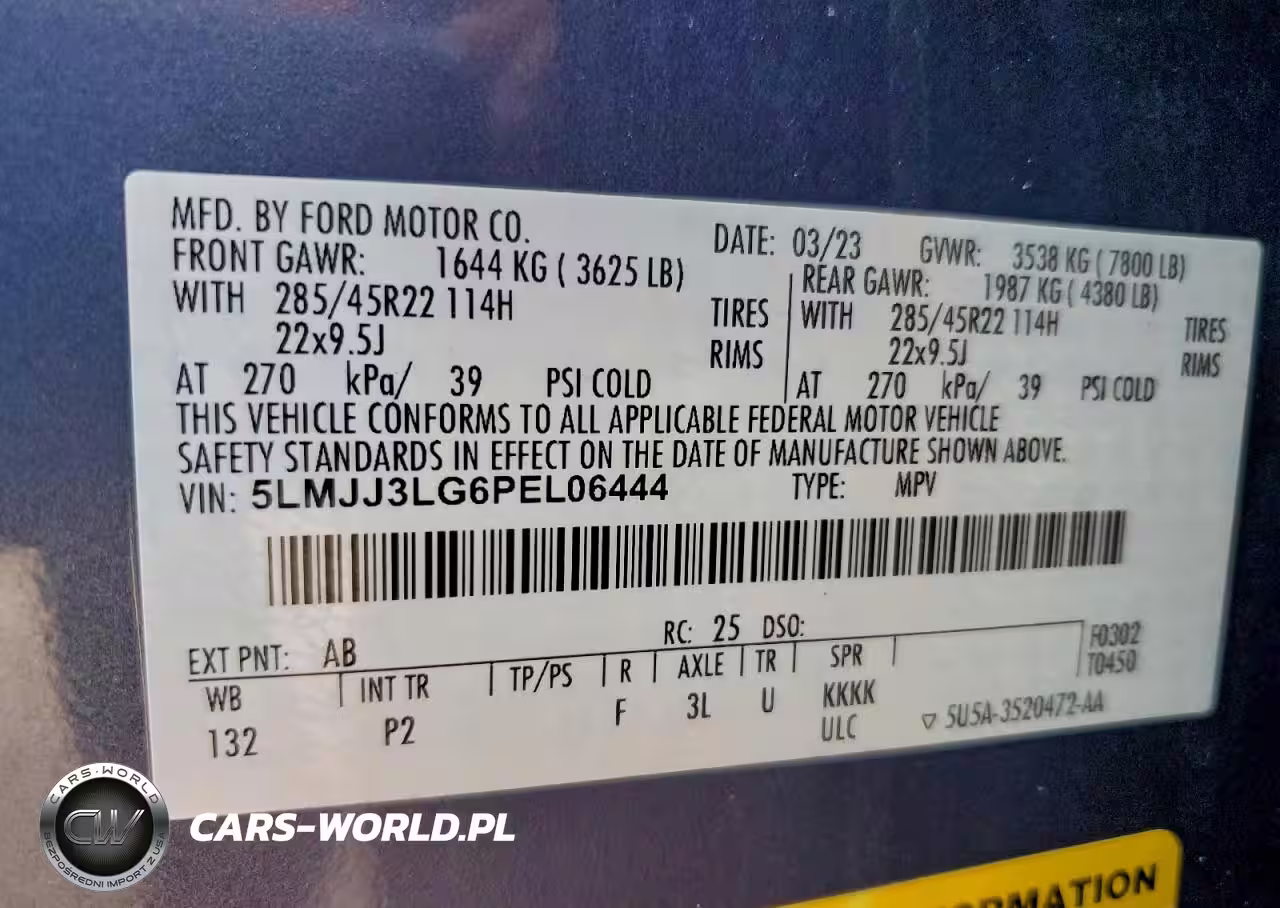 MFD. BY FORD MOTOR CO.
DATE: 03/23 GVWR: 3538 KG ( 7800 LB)
FRONT GAWR: 1644 KG ( 3625 LB)
WITH 285/45R22 114H TIRES
22x9.5J RIMS
AT 270 kPa/ 39 PSI COLD
REAR GAWR: 1987 KG ( 4380 LB)
WITH 285/45R22 114H TIRES
22x9.5J RIMS
AT 270 kPa/ 39 PSI COLD
THIS VEHICLE CONFORMS TO ALL APPLICABLE FEDERAL MOTOR VEHICLE
SAFETY STANDARDS IN EFFECT ON THE DATE OF MANUFACTURE SHOWN ABOVE.
VIN: 5LMJJ3LG6PEL06444 TYPE: MPV
EXT PNT: AB RC: 25 DSO:
WB INT TR TP/PS R AXLE TR SPR
132 P2 F 3L U KKKK
ULC
F0302
T0450
▽ 5U5A-3520472-AA
CARS-WORLD
CW
BEZPOŚREDNI IMPORT Z USA
CARS-WORLD.PL